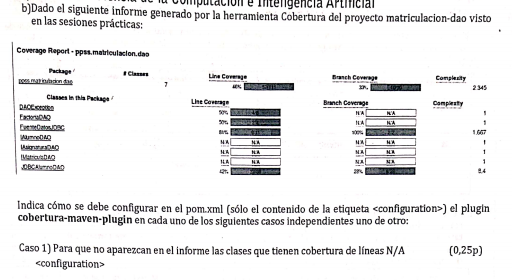 de la Computación e Inteligencia Artificial
b)Dado el siguiente informe generado por la herramienta Cobertura del proyecto matriculacion-dao visto
en las sesiones prácticas:
Coverage Report - ppss.matriculacion.dao
Package / # Classes Line Coverage Branch Coverage Complexity
ppss.matriculacion.dao 7 46% 33% 2.345
Classes in this Package / Line Coverage Branch Coverage Complexity
DAOException 50% N/A N/A 1
FactoriaDAO 50% N/A N/A 1
FuenteDatosJDBC 100% 1.667
IAlumnoDAO N/A N/A N/A N/A 1
IAsignaturaDAO N/A N/A N/A N/A 1
IMatriculaDAO N/A N/A N/A N/A 1
JDBCAlumnoDAO 42% 28% 8.4
Indica cómo se debe configurar en el pom.xml (sólo el contenido de la etiqueta <configuration>) el plugin
cobertura-maven-plugin en cada uno de los siguientes casos independientes uno de otro:
Caso 1) Para que no aparezcan en el informe las clases que tienen cobertura de líneas N/A (0,25p)
<configuration>